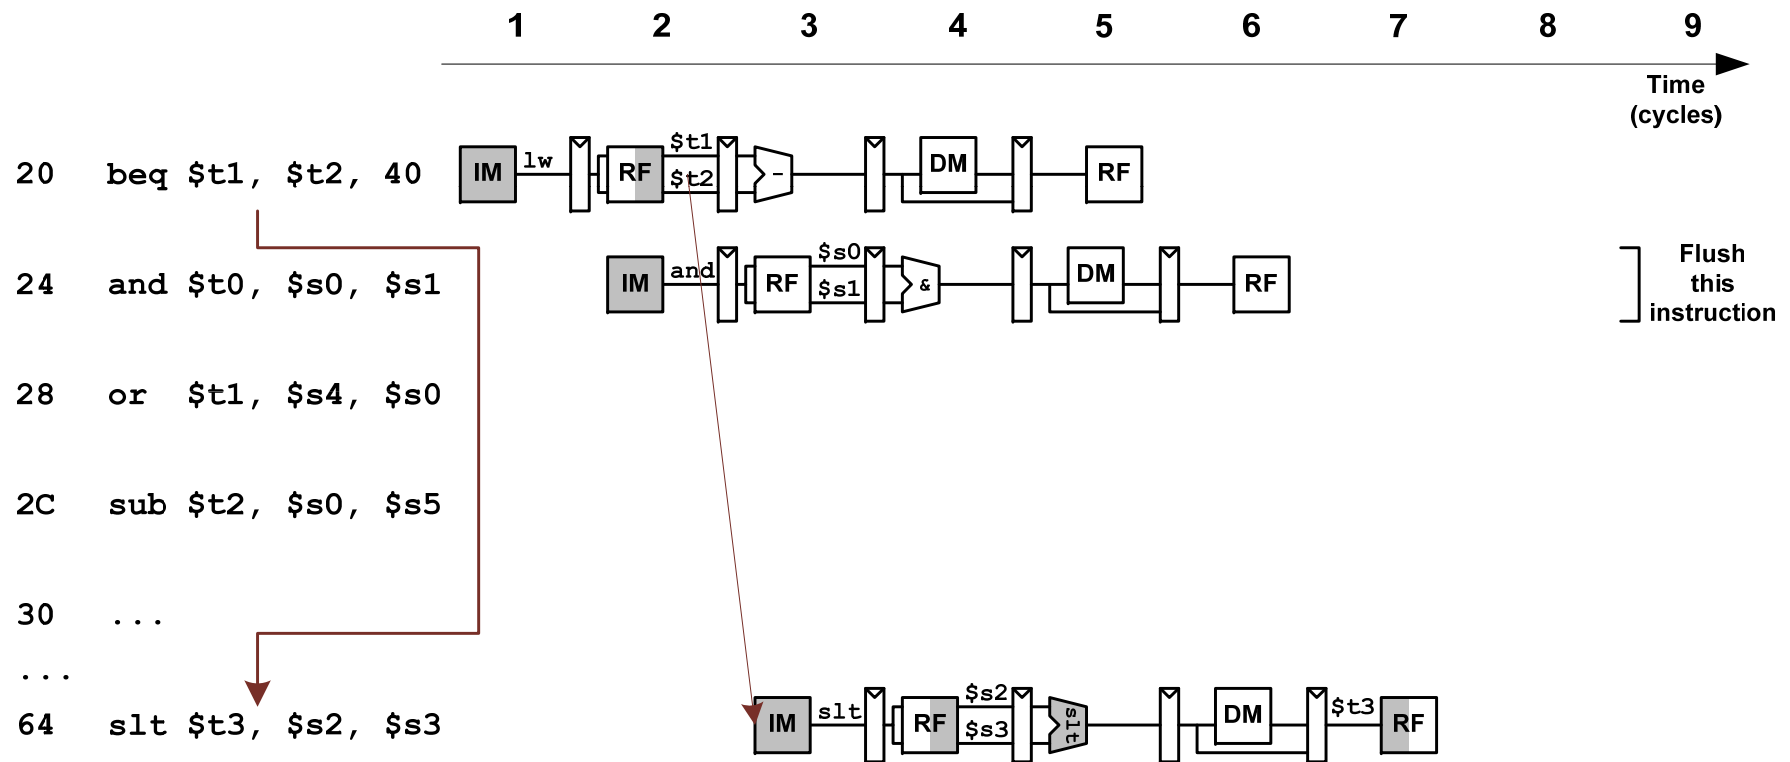 1 2 3 4 5 6 7 8 9
Time
(cycles)
20 beq $t1, $t2, 40 IM lw RF $t1 $t2 - DM RF
24 and $t0, $s0, $s1 IM and RF $s0 $s1 & DM RF
Flush
this
instruction
28 or $t1, $s4, $s0
2C sub $t2, $s0, $s5
30 ...
...
64 slt $t3, $s2, $s3 IM slt RF $s2 $s3 slt DM $t3 RF